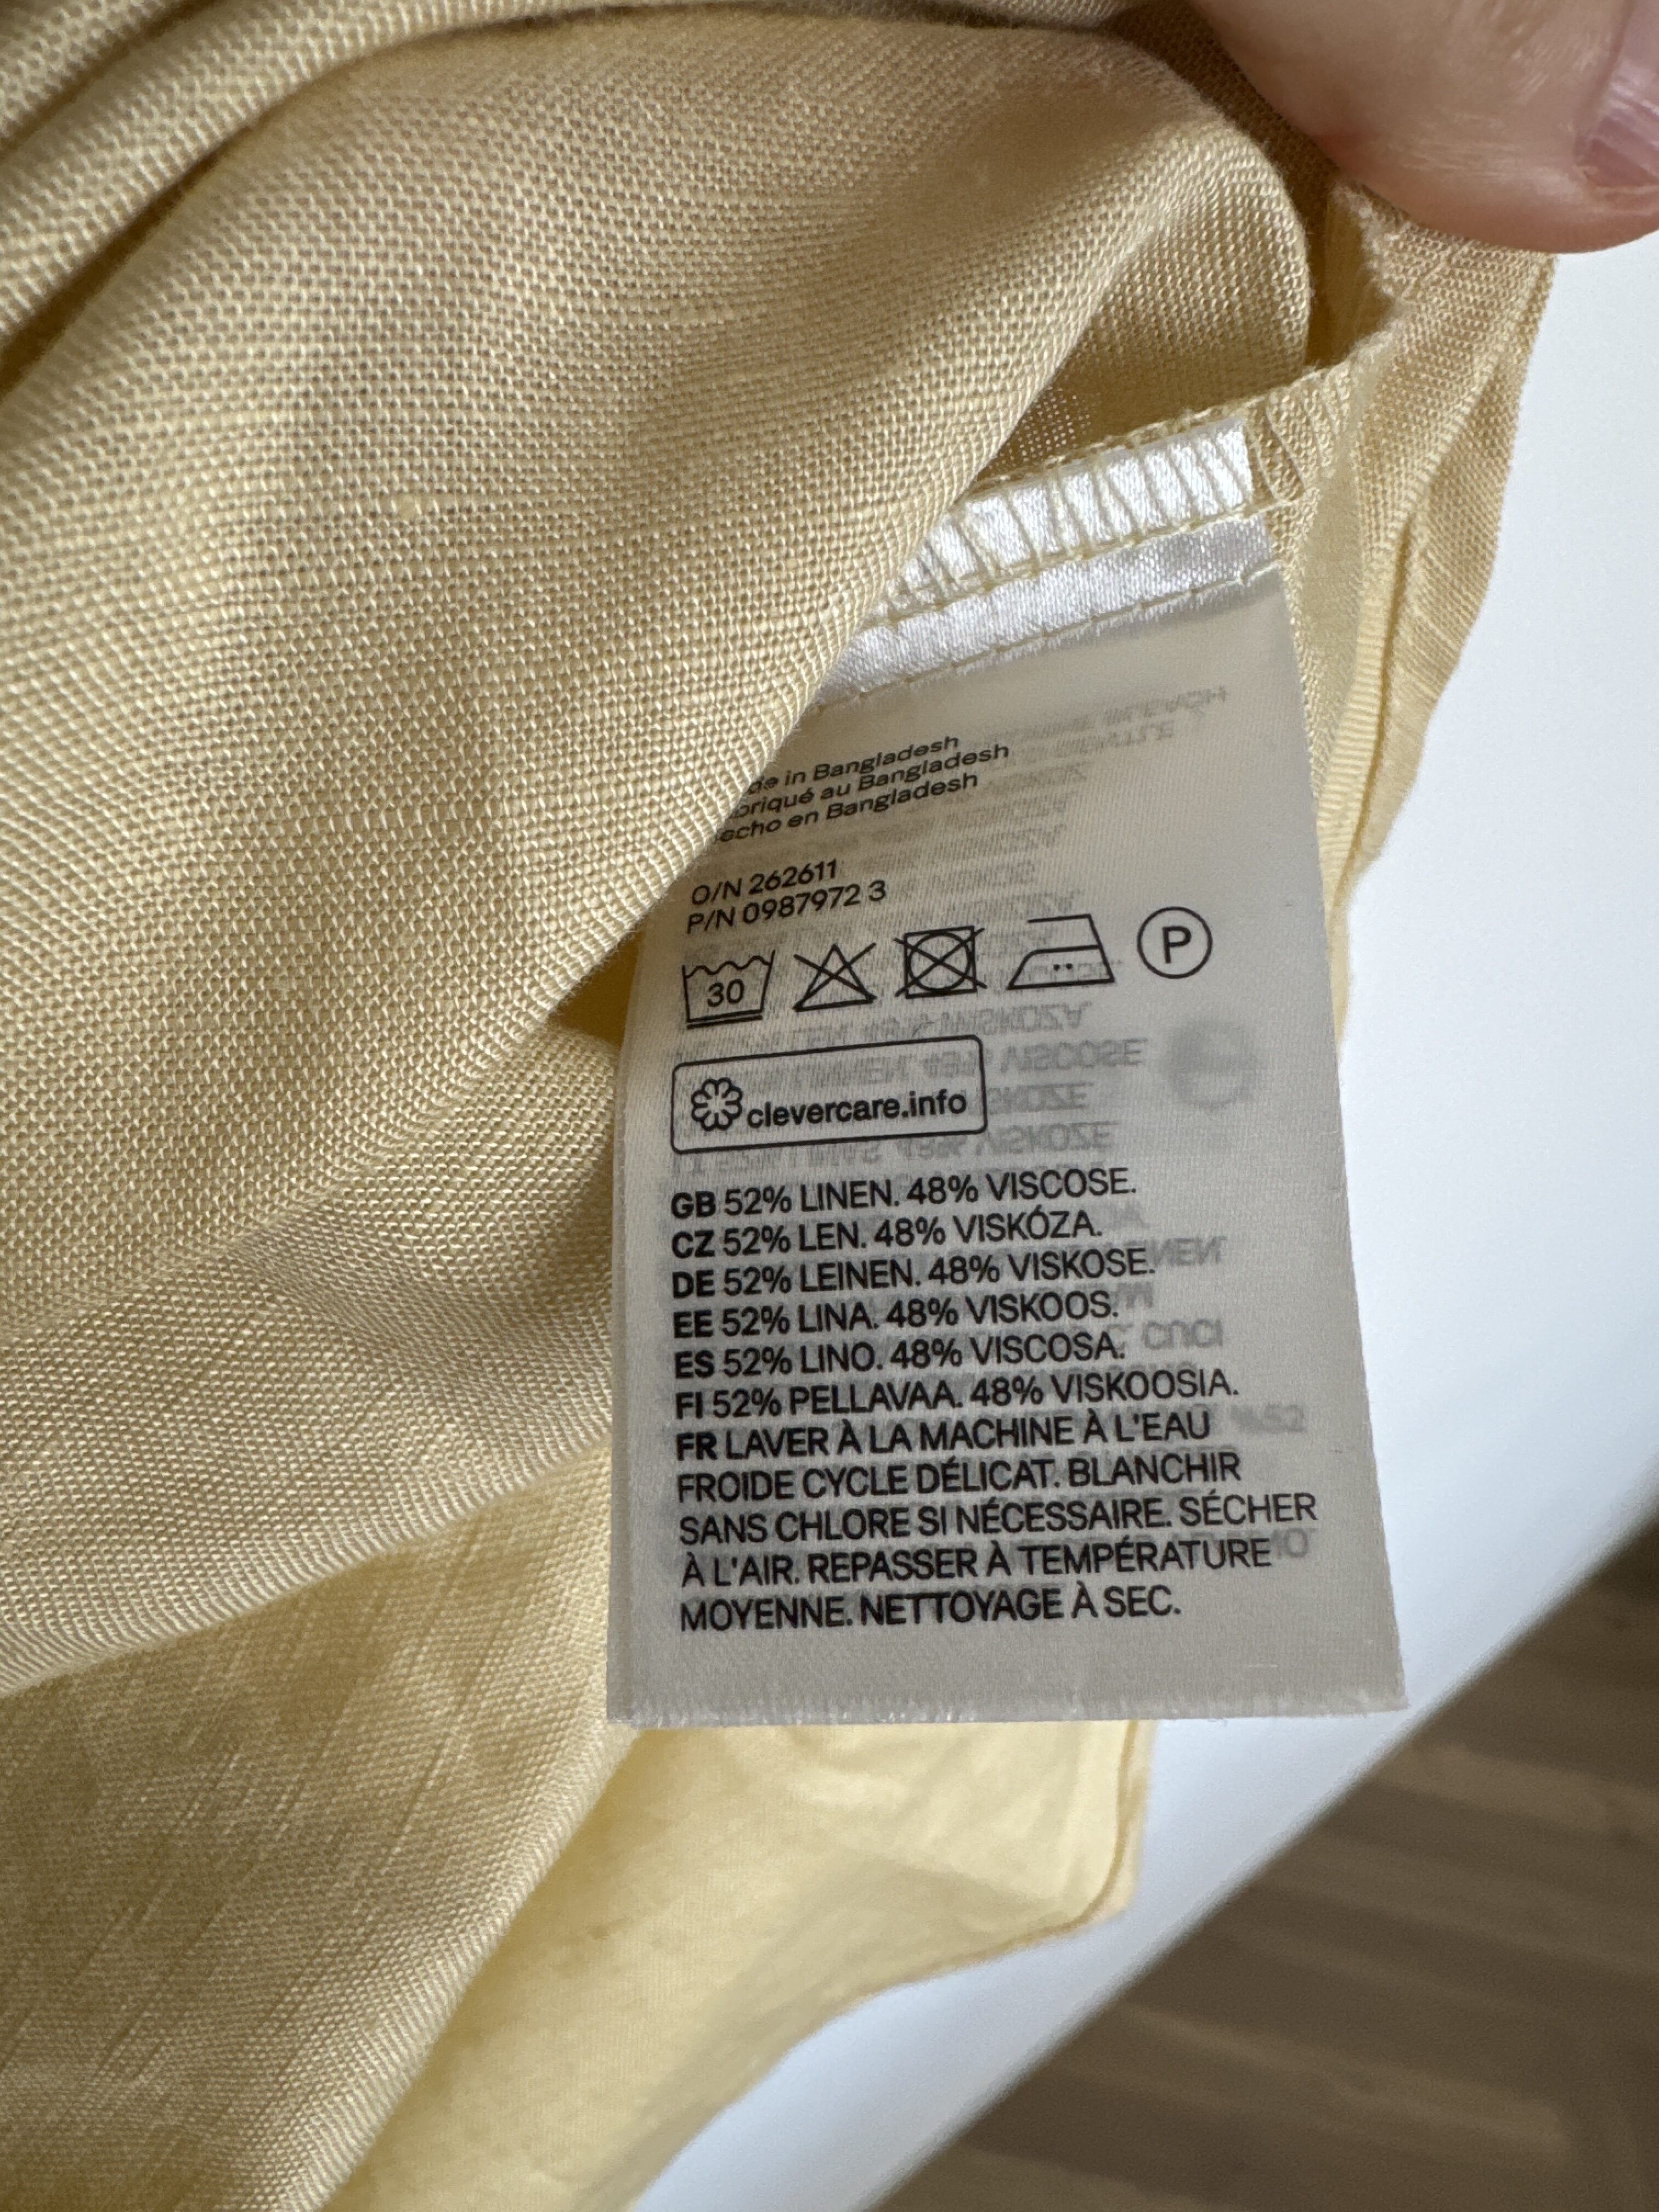 in Bangladesh
au Bangladesh
en Bangladesh
O/N 262611
P/N 0987972 3
30
P
clevercare.info
GB 52% LINEN. 48% VISCOSE.
CZ 52% LEN. 48% VISKÓZA.
DE 52% LEINEN. 48% VISKOSE.
EE 52% LINA. 48% VISKOOS.
ES 52% LINO. 48% VISCOSA.
FI 52% PELLAVAA. 48% VISKOOSIA.
FR LAVER À LA MACHINE À L'EAU
FROIDE CYCLE DÉLICAT. BLANCHIR
SANS CHLORE SI NÉCESSAIRE. SÉCHER
À L'AIR. REPASSER À TEMPÉRATURE
MOYENNE. NETTOYAGE À SEC.